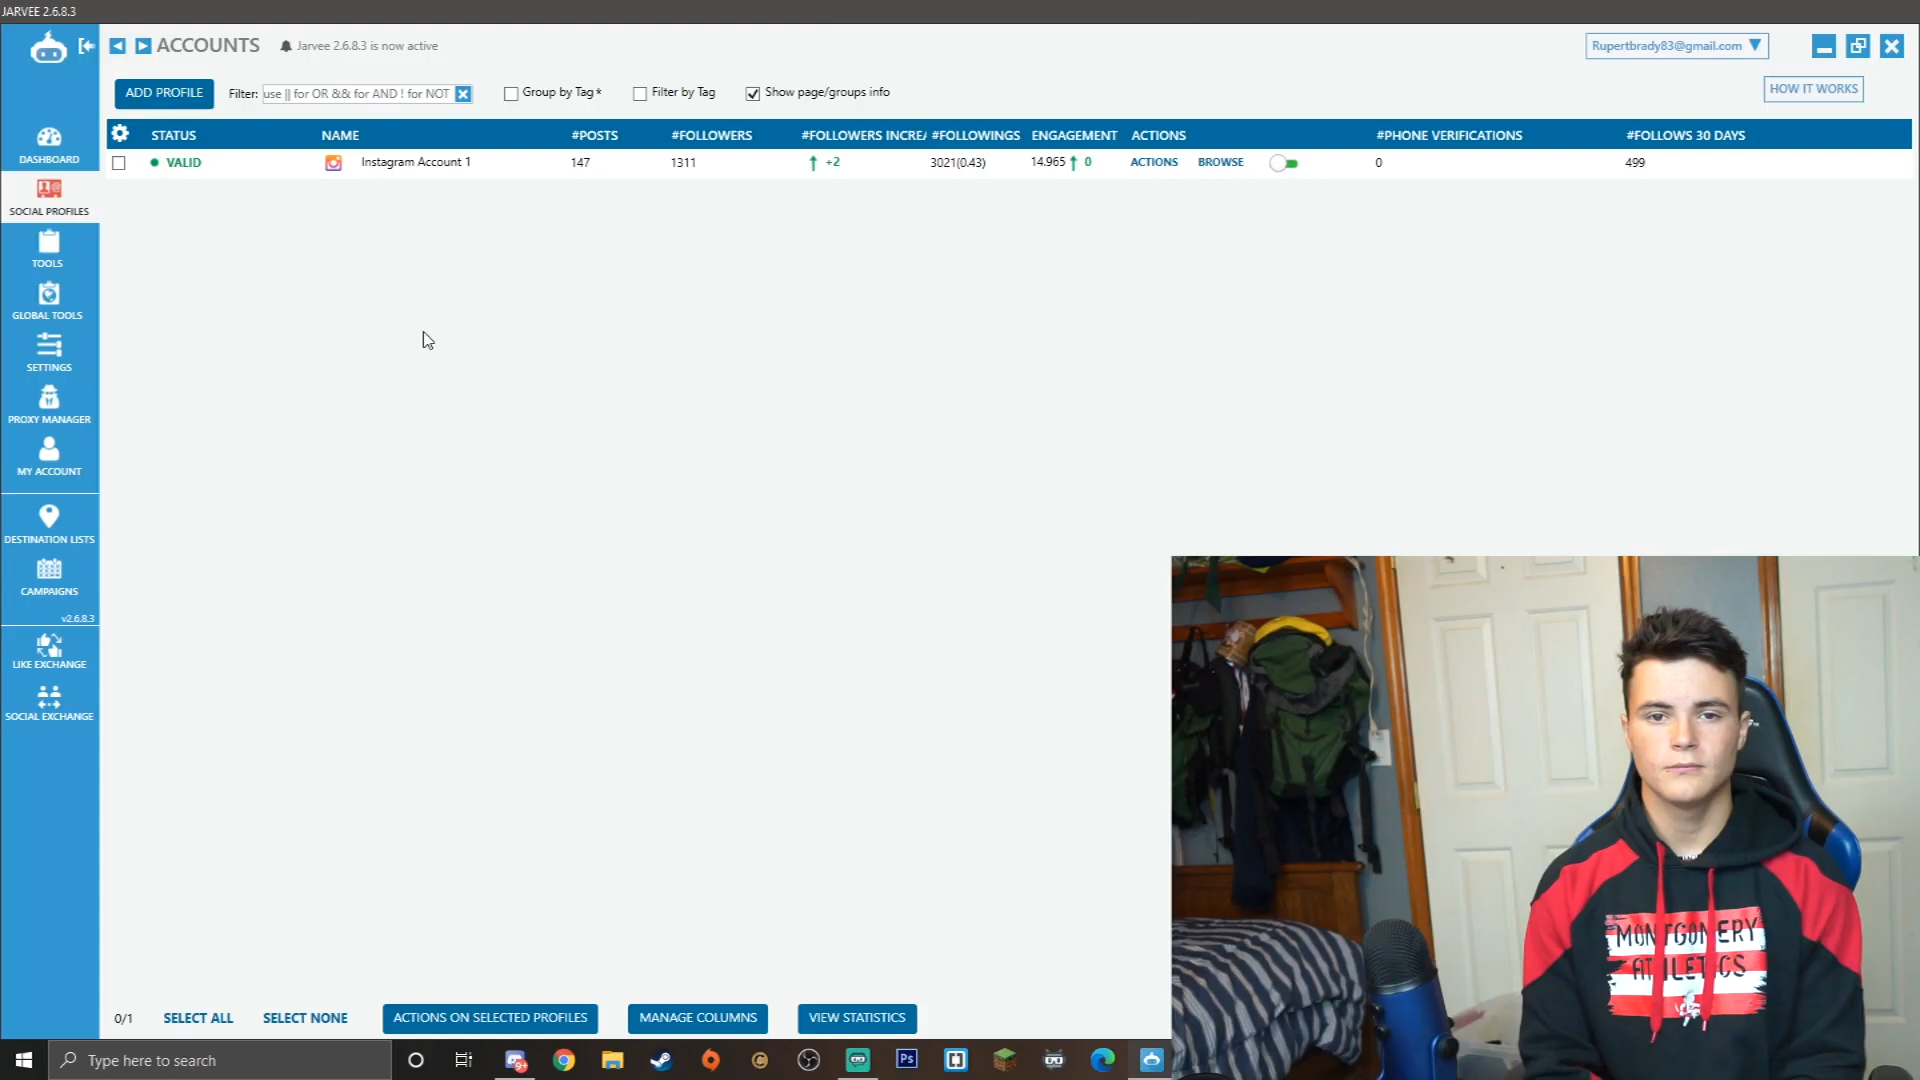 JARVEE 2.6.8.3
ACCOUNTS
Jarvee 2.6.8.3 is now active
Rupertbrady83@gmail.com
ADD PROFILE
Filter:
use || for OR && for AND ! for NOT
Group by Tag*
Filter by Tag
Show page/groups info
HOW IT WORKS
STATUS NAME #POSTS #FOLLOWERS #FOLLOWERS INCREA #FOLLOWINGS ENGAGEMENT ACTIONS #PHONE VERIFICATIONS #FOLLOWS 30 DAYS
VALID Instagram Account 1 147 1311 +2 3021(0.43) 14.965 0 ACTIONS BROWSE 0 499
DASHBOARD
SOCIAL PROFILES
TOOLS
GLOBAL TOOLS
SETTINGS
PROXY MANAGER
MY ACCOUNT
DESTINATION LISTS
CAMPAIGNS
v2.6.8.3
LIKE EXCHANGE
SOCIAL EXCHANGE
MONTGOMERY
ATHLETICS
0/1
SELECT ALL
SELECT NONE
ACTIONS ON SELECTED PROFILES
MANAGE COLUMNS
VIEW STATISTICS
Type here to search
9+
Ps